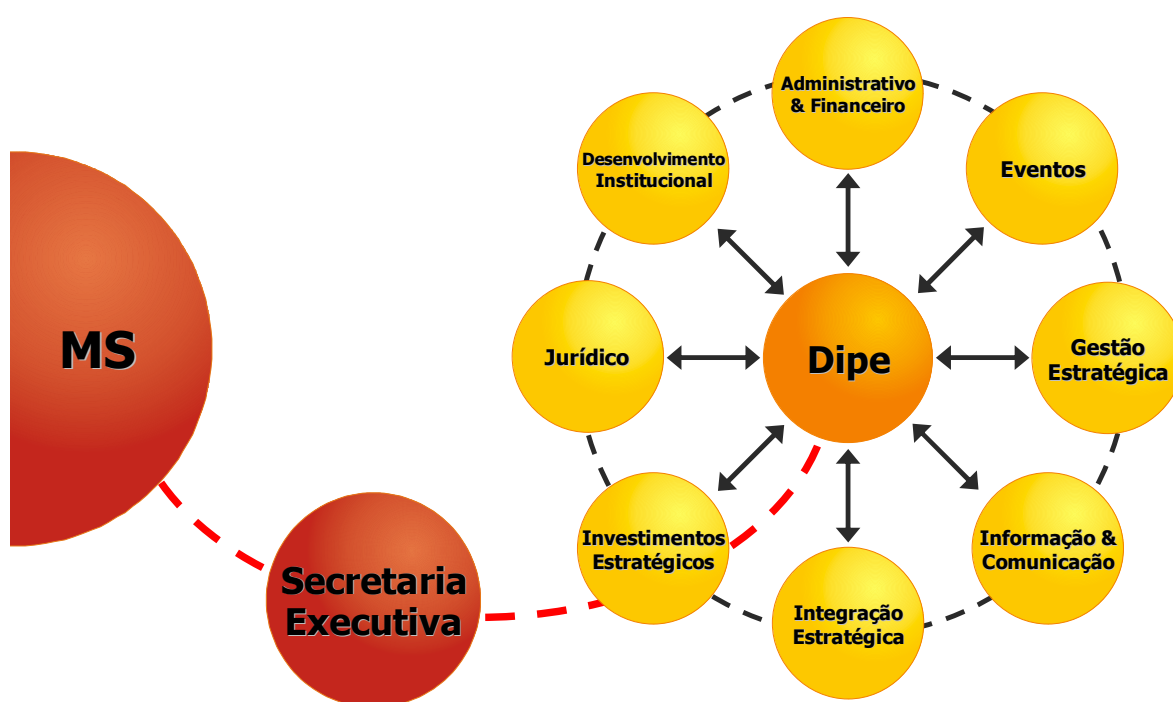 Administrativo
& Financeiro
Desenvolvimento
Institucional
Eventos
MS
Jurídico
Dipe
Gestão
Estratégica
Investimentos
Estratégicos
Informação &
Comunicação
Secretaria
Executiva
Integração
Estratégica